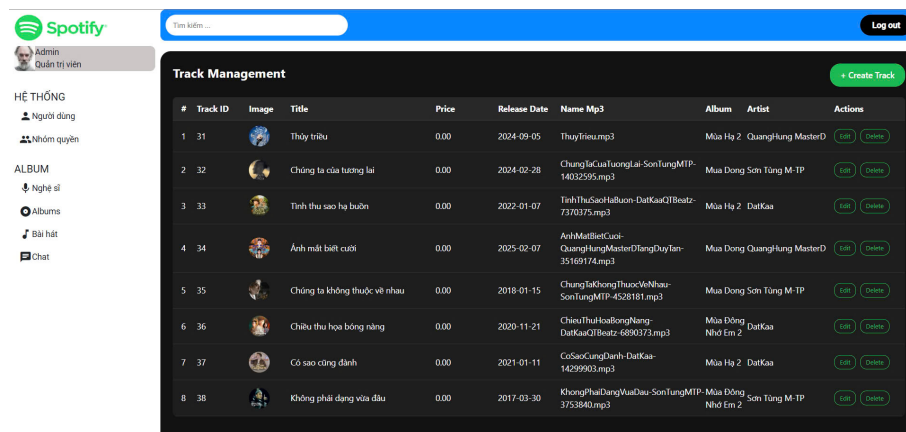 Spotify
Tìm kiếm ...
Log out
Admin
Quản trị viên
HỆ THỐNG
Người dùng
Nhóm quyền
ALBUM
Nghệ sĩ
Albums
Bài hát
Chat
Track Management
+ Create Track
# Track ID Image Title Price Release Date Name Mp3 Album Artist Actions
1 31 Thủy triều 0.00 2024-09-05 ThuyTrieu.mp3 Mùa Hạ 2 QuangHung MasterD Edit Delete
2 32 Chúng ta của tương lai 0.00 2024-02-28 ChungTaCuaTuongLai-SonTungMTP-
14032595.mp3 Mua Dong Sơn Tùng M-TP Edit Delete
3 33 Tình thu sao hạ buồn 0.00 2022-01-07 TinhThuSaoHaBuon-DatKaaQTBeatz-
7370375.mp3 Mùa Hạ 2 DatKaa Edit Delete
4 34 Ánh mắt biết cười 0.00 2025-02-07 AnhMatBietCuoi-
QuangHungMasterDTangDuyTan-
35169174.mp3 Mua Dong QuangHung MasterD Edit Delete
5 35 Chúng ta không thuộc về nhau 0.00 2018-01-15 ChungTaKhongThuocVeNhau-
SonTungMTP-4528181.mp3 Mua Dong Sơn Tùng M-TP Edit Delete
6 36 Chiều thu họa bóng nàng 0.00 2020-11-21 ChieuThuHoaBongNang-
DatKaaQTBeatz-6890373.mp3 Mùa Đông
Nhớ Em 2 DatKaa Edit Delete
7 37 Có sao cũng đành 0.00 2021-01-11 CoSaoCungDanh-DatKaa-
14299903.mp3 Mùa Hạ 2 DatKaa Edit Delete
8 38 Không phải dạng vừa đâu 0.00 2017-03-30 KhongPhaiDangVuaDau-SonTungMTP-
3753840.mp3 Mùa Đông
Nhớ Em 2 Sơn Tùng M-TP Edit Delete